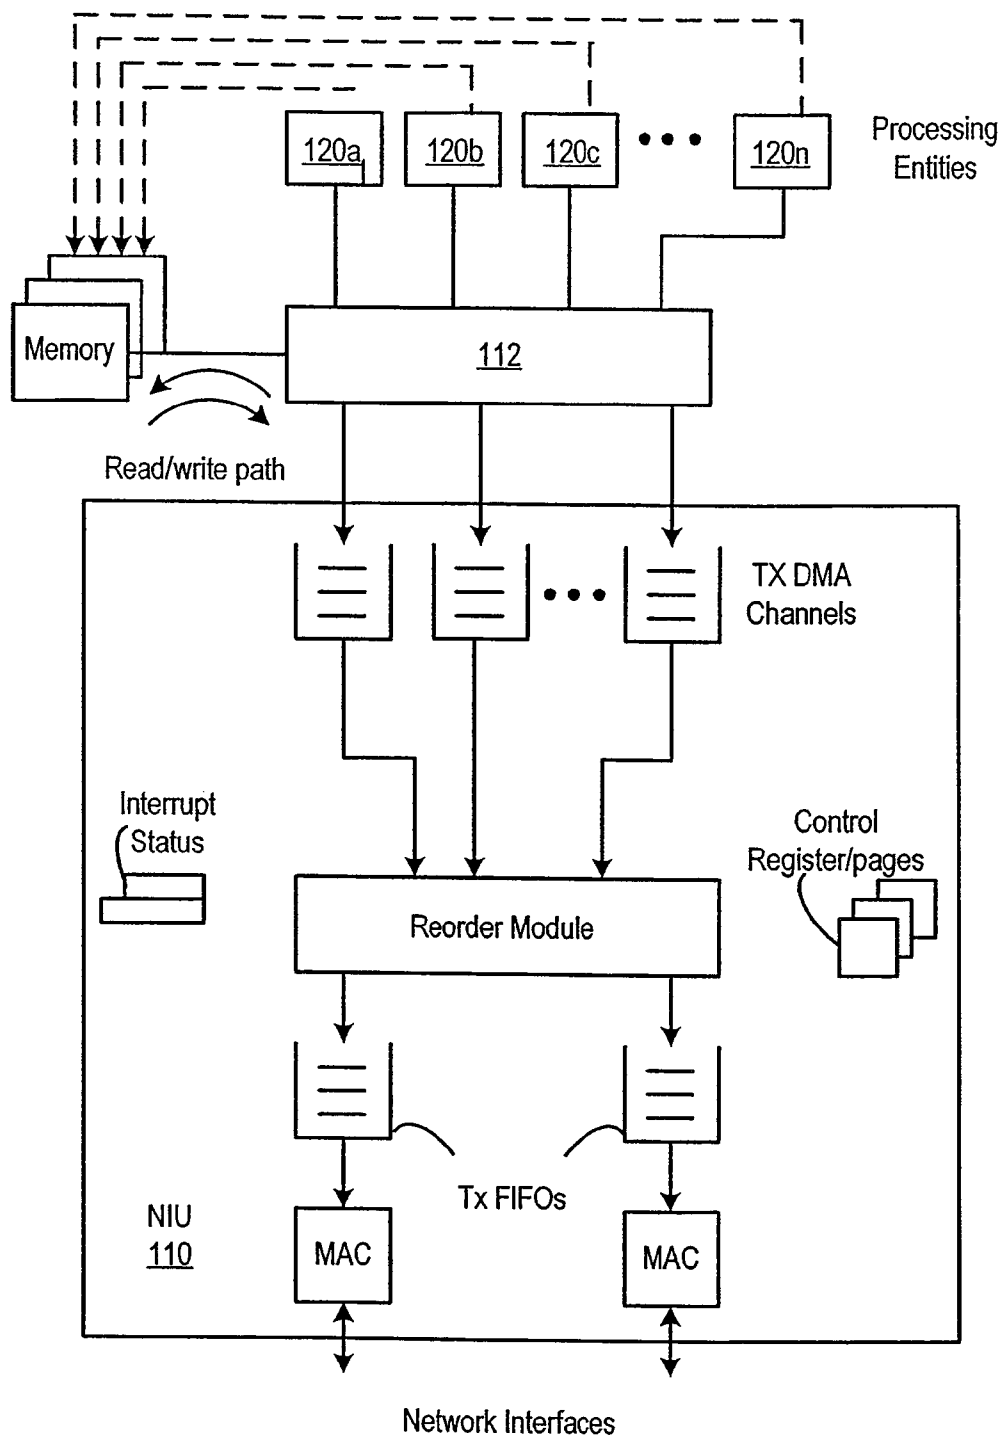 120a
120b
120c
120n
Processing
Entities
Memory
112
Read/write path
TX DMA
Channels
Interrupt
Status
Control
Register/pages
Reorder Module
Tx FIFOs
NIU
110
MAC
MAC
Network Interfaces